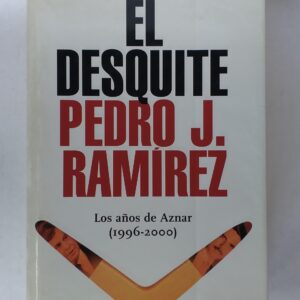 EL
DESQUITE
PEDRO J.
RAMÍREZ
Los años de Aznar
(1996-2000)